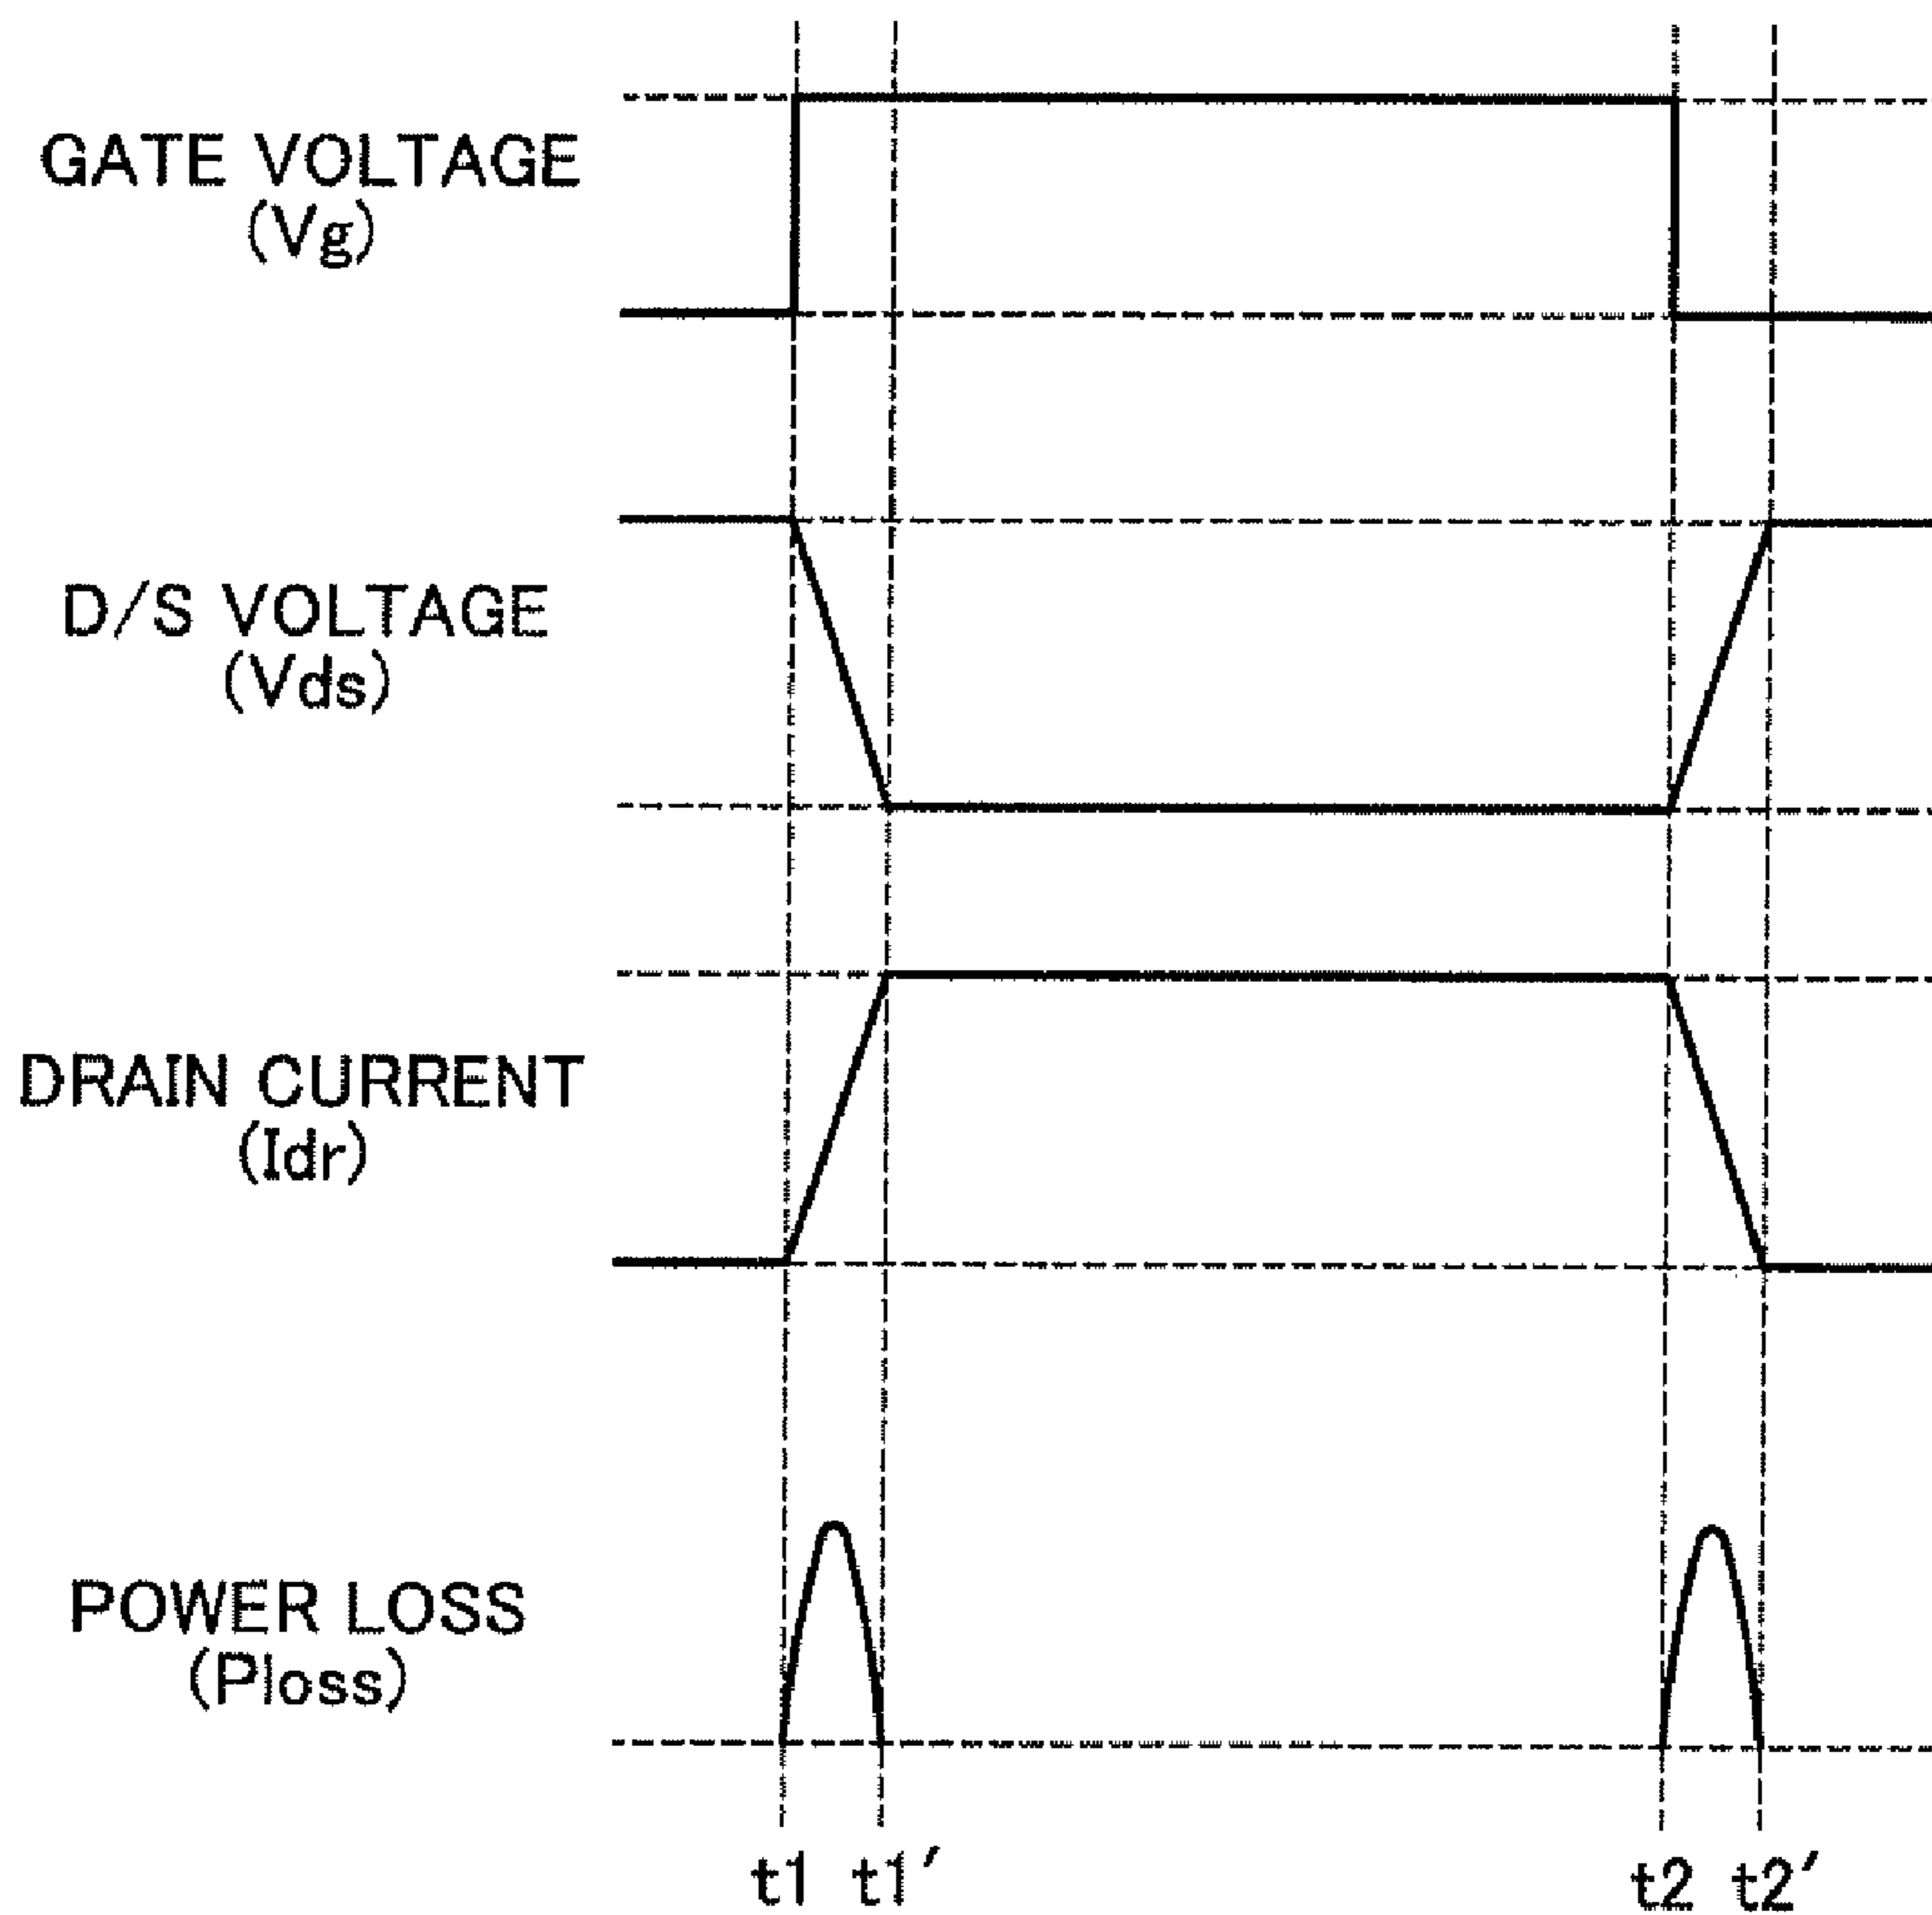 GATE VOLTAGE
(Vg)
D/S VOLTAGE
(Vds)
DRAIN CURRENT
(Idr)
POWER LOSS
(Ploss)
t1 t1′ t2 t2′